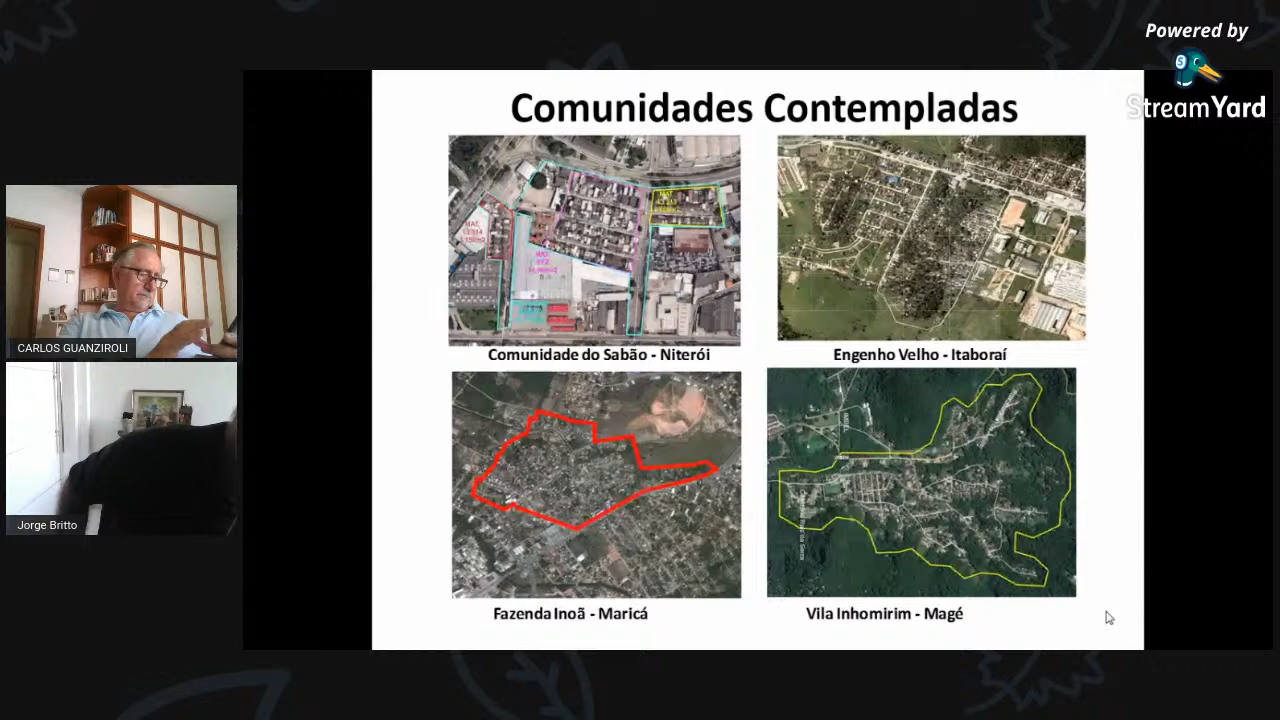 Powered by
StreamYard
Comunidades Contempladas
Comunidade do Sabão - Niterói
Engenho Velho - Itaboraí
Fazenda Inoã - Maricá
Vila Inhomirim - Magé
CARLOS GUANZIROLI
Jorge Britto